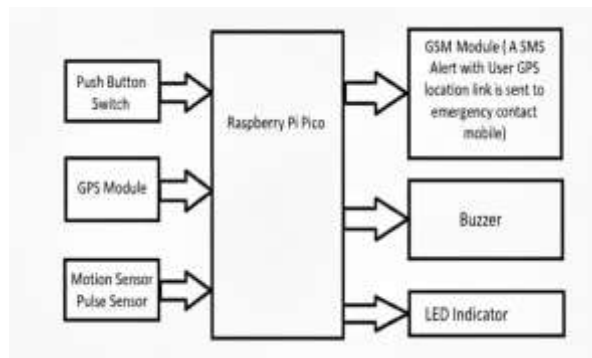 Push Button
Switch
GPS Module
Motion Sensor
Pulse Sensor
Raspberry Pi Pico
GSM Module ( A SMS
Alert with User GPS
location link is sent to
emergency contact
mobile)
Buzzer
LED Indicator